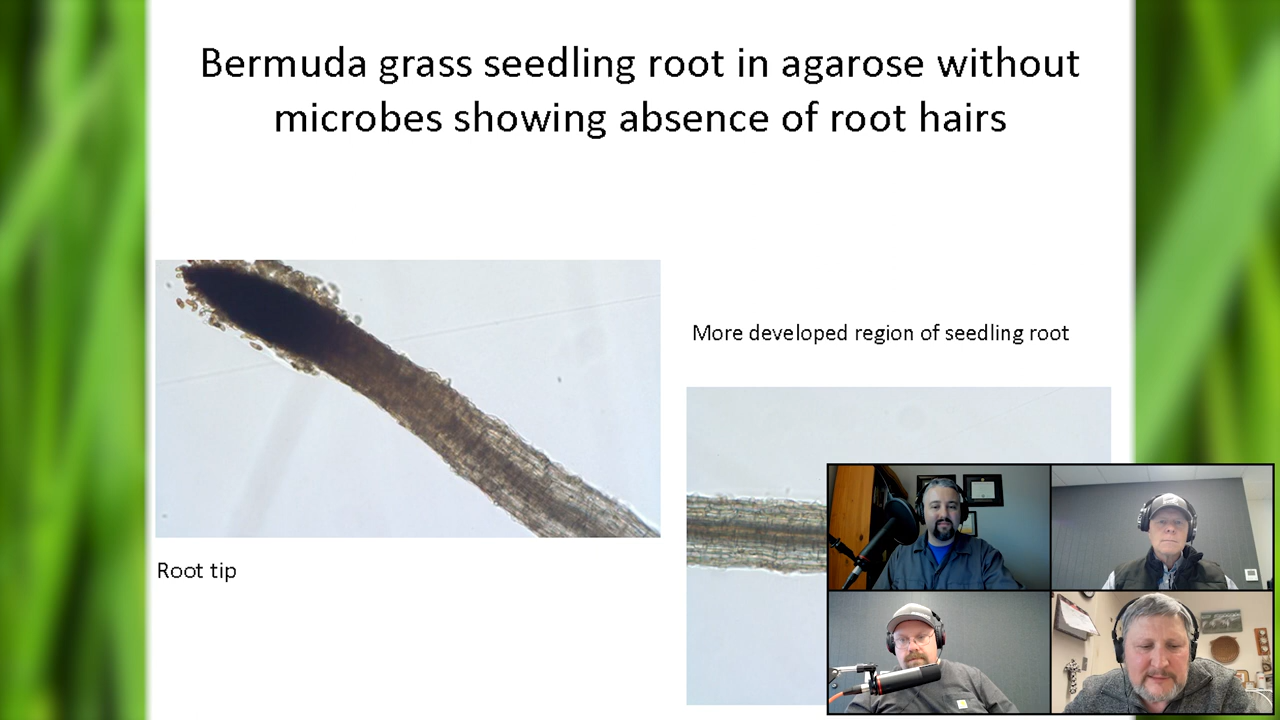 Bermuda grass seedling root in agarose without
microbes showing absence of root hairs
More developed region of seedling root
Root tip